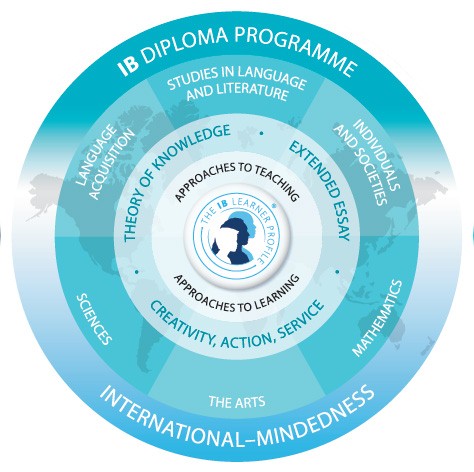 IB DIPLOMA PROGRAMME
STUDIES IN LANGUAGE
AND LITERATURE
LANGUAGE
ACQUISITION
INDIVIDUALS
AND SOCIETIES
THEORY OF KNOWLEDGE
EXTENDED ESSAY
APPROACHES TO TEACHING
THE IB LEARNER PROFILE
®
APPROACHES TO LEARNING
CREATIVITY, ACTION, SERVICE
SCIENCES
MATHEMATICS
THE ARTS
INTERNATIONAL–MINDEDNESS